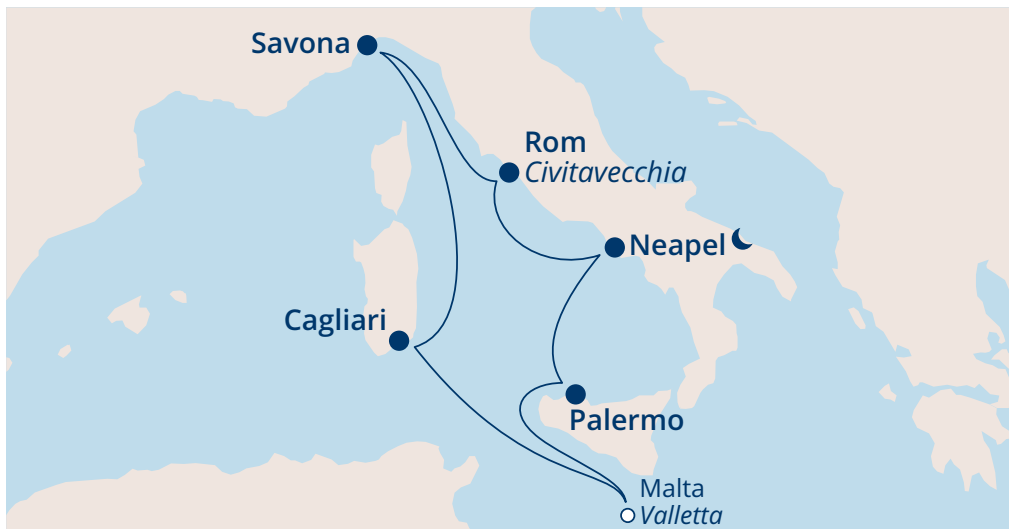 Savona
Rom
Civitavecchia
Neapel
Cagliari
Palermo
Malta
Valletta